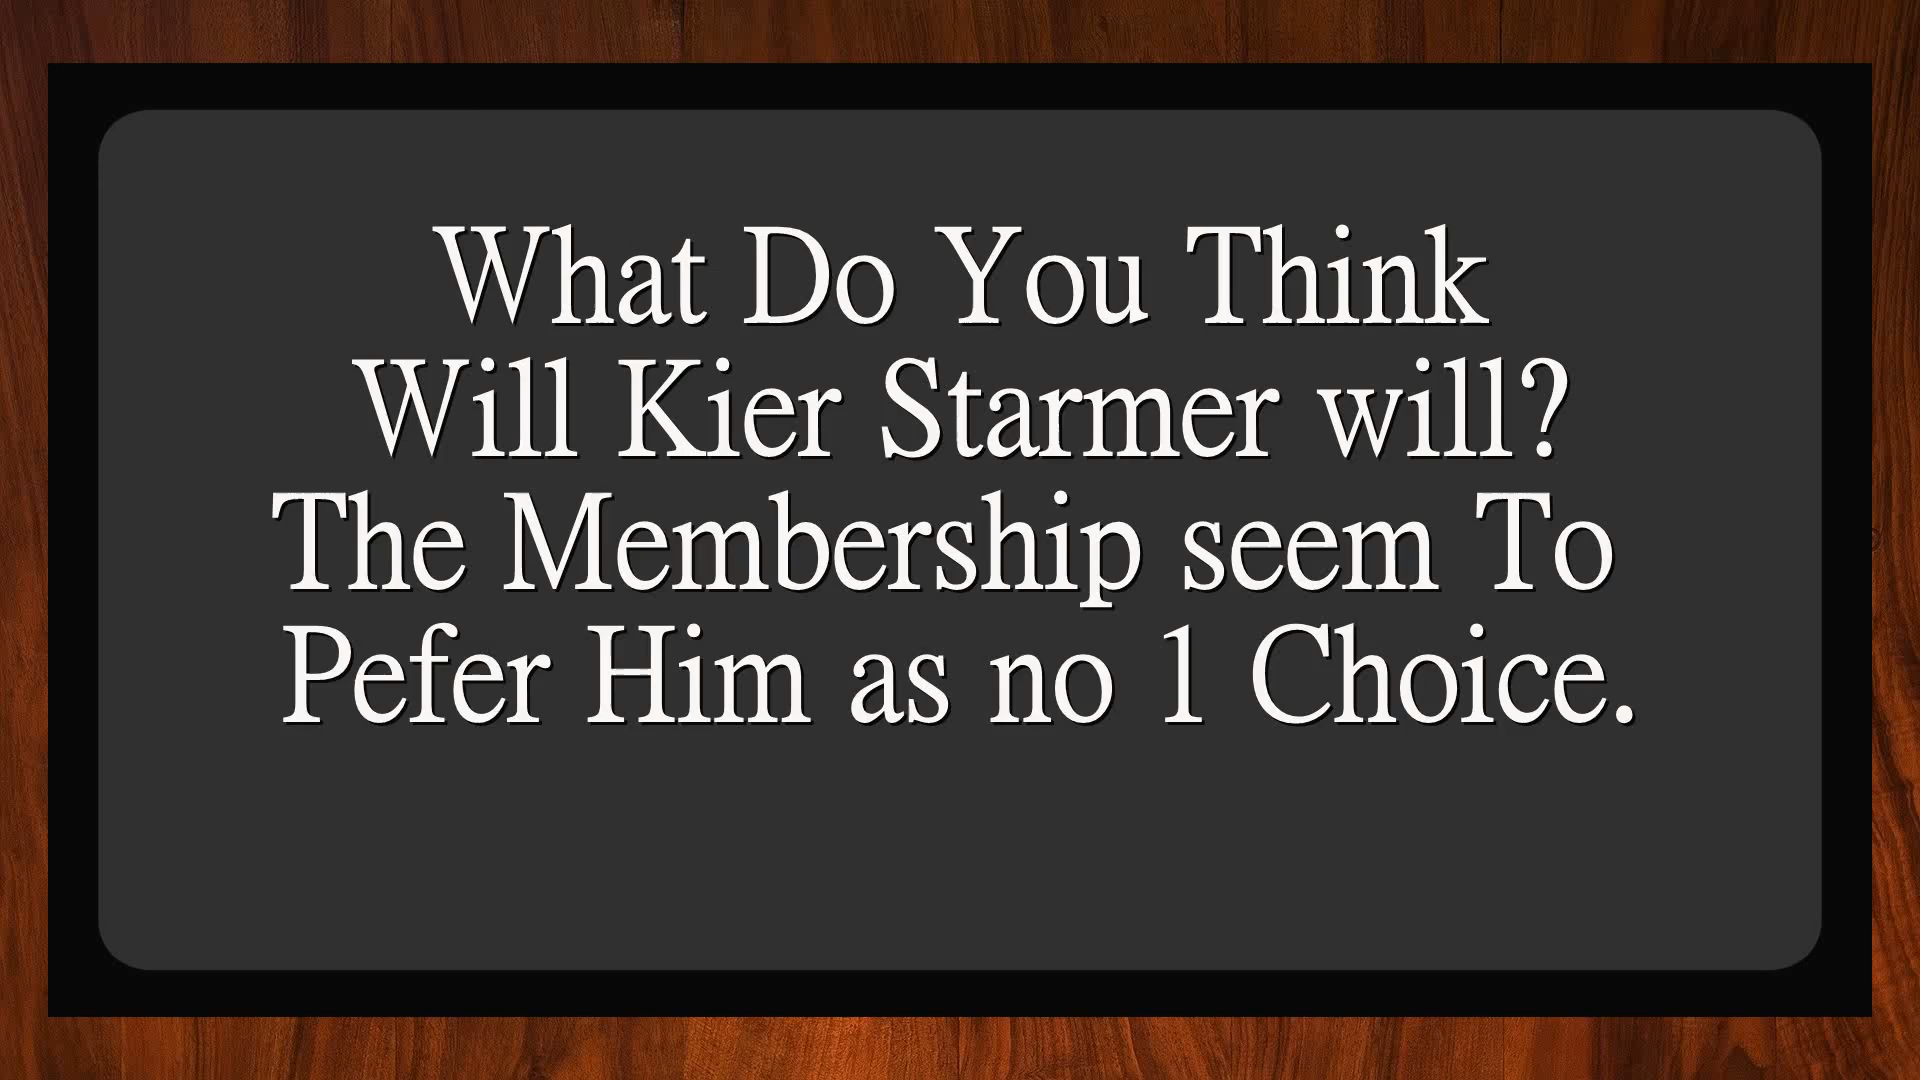 What Do You Think
Will Kier Starmer will?
The Membership seem To
Pefer Him as no 1 Choice.